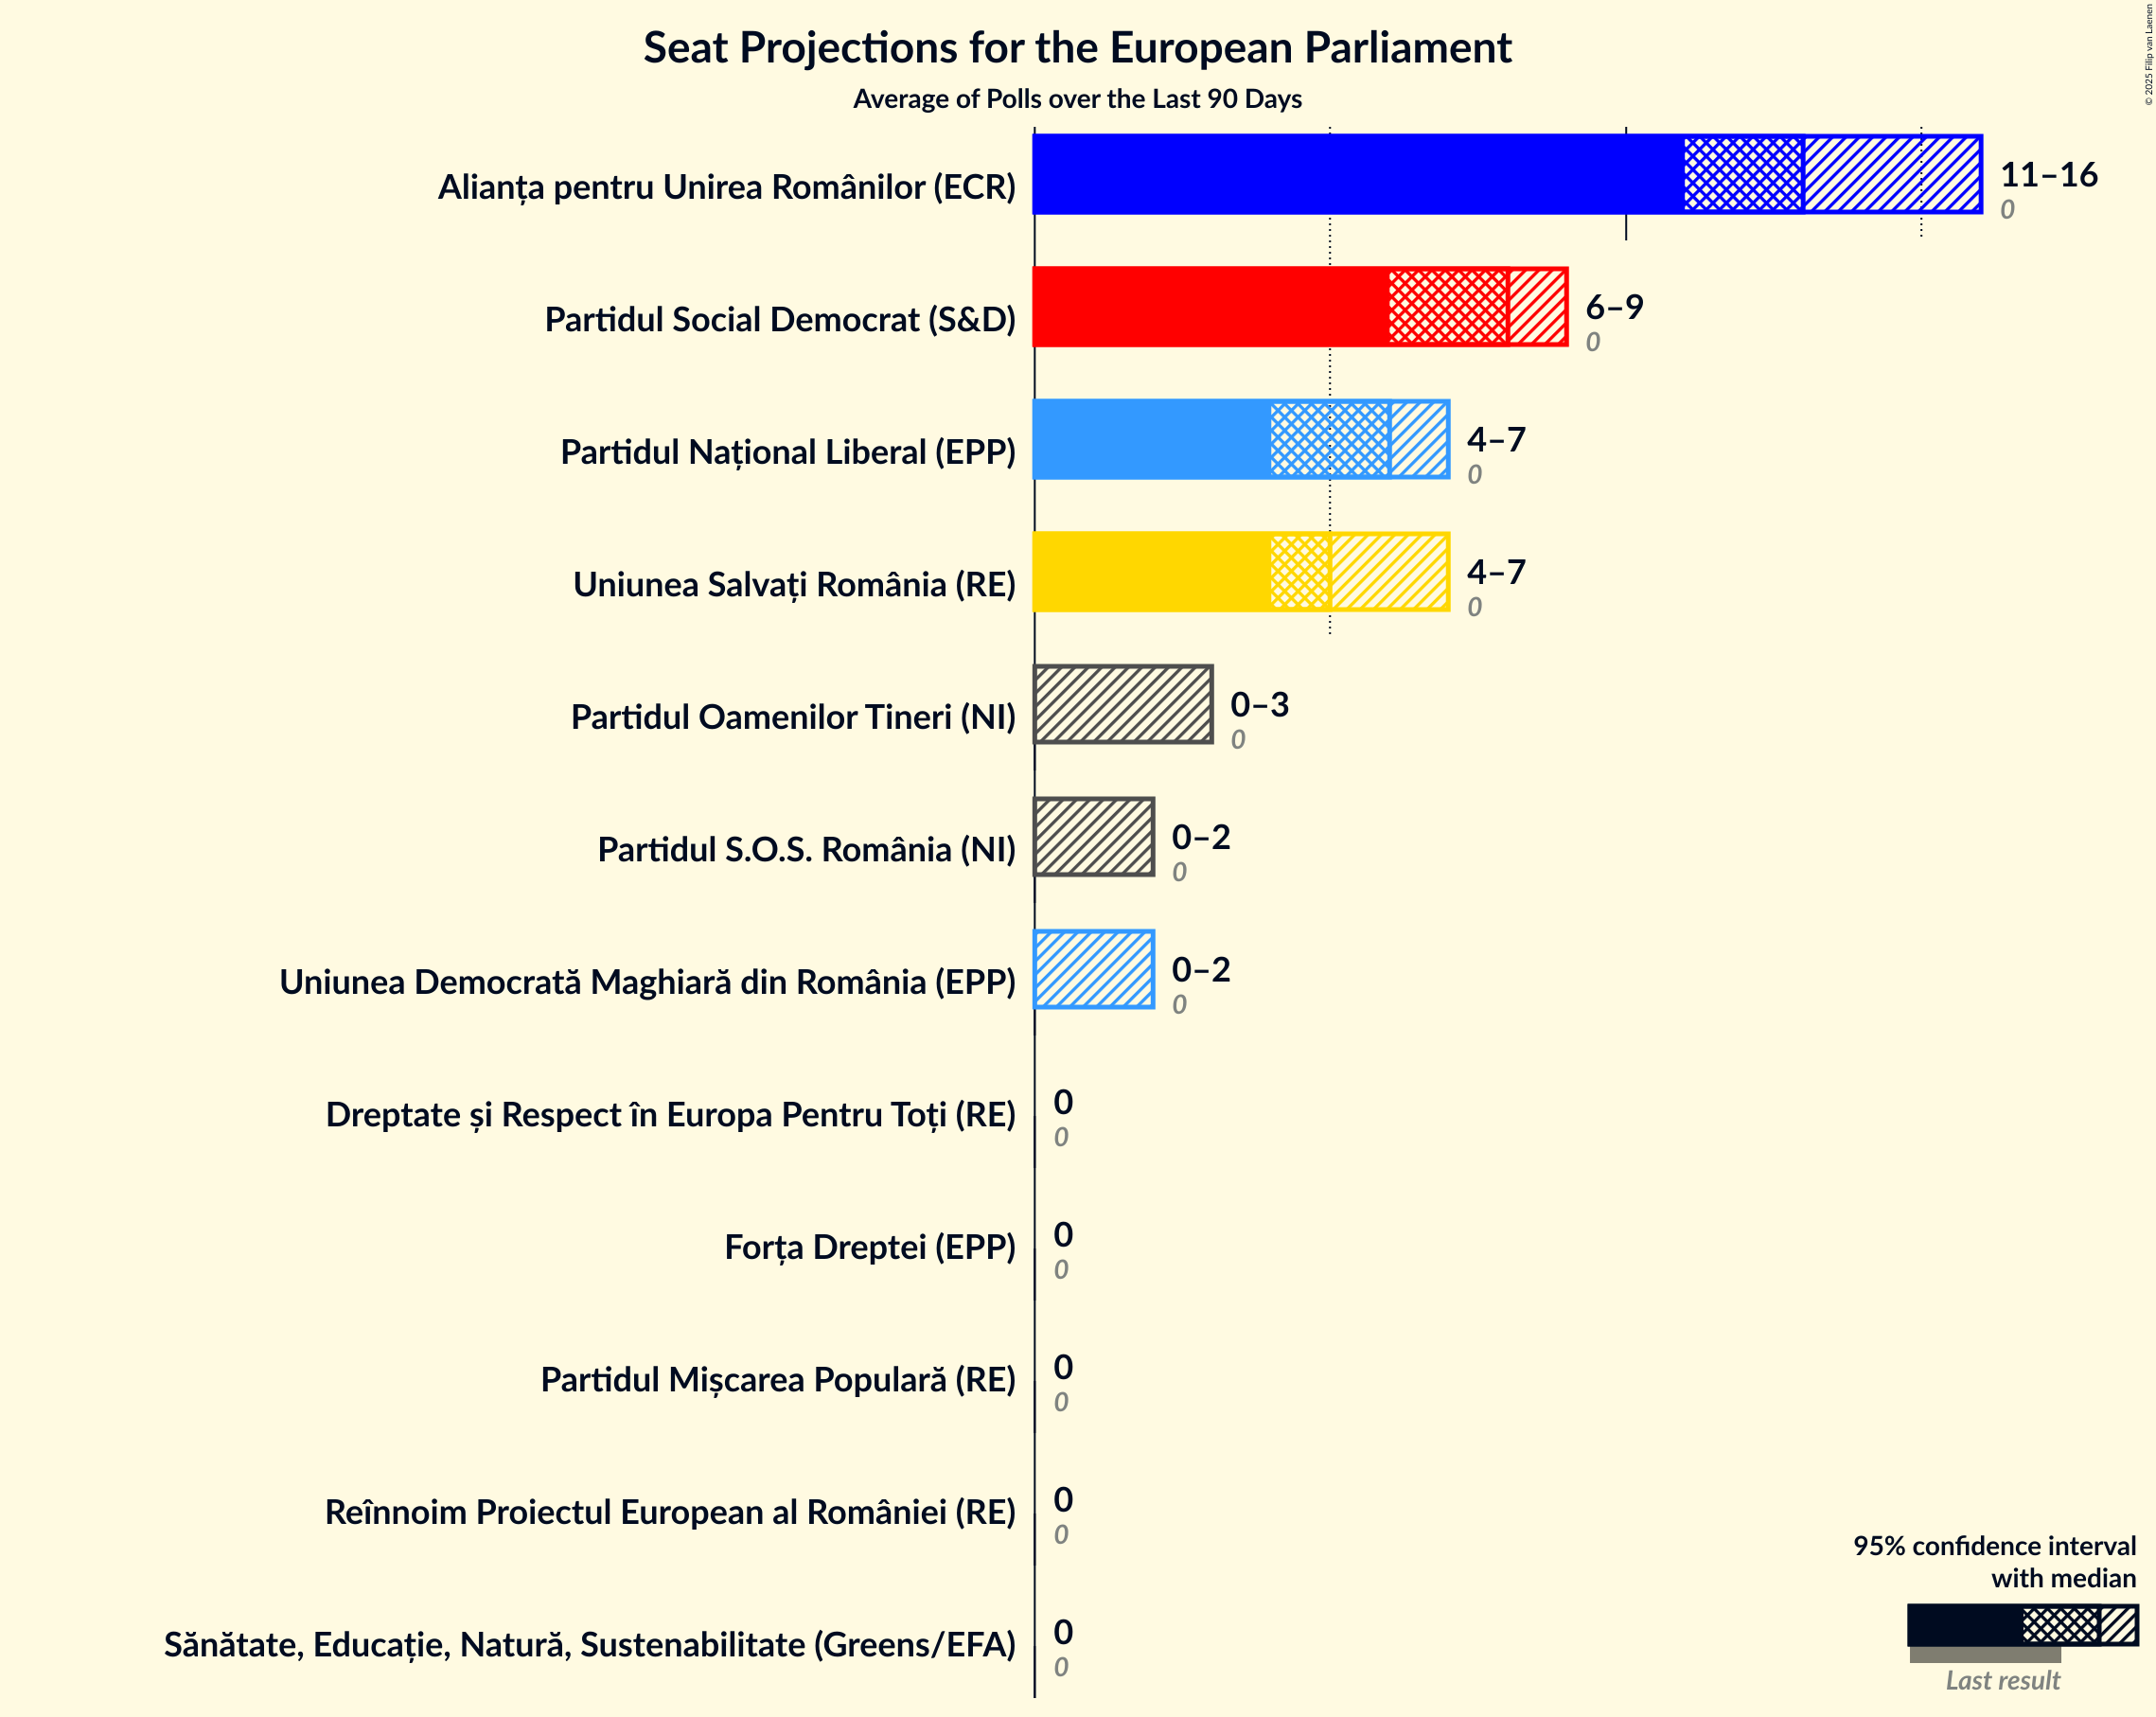 Seat Projections for the European Parliament
Average of Polls over the Last 90 Days
© 2025 Filip van Laenen
Alianța pentru Unirea Românilor (ECR)
11–16
0
Partidul Social Democrat (S&D)
6–9
0
Partidul Național Liberal (EPP)
4–7
0
Uniunea Salvați România (RE)
4–7
0
Partidul Oamenilor Tineri (NI)
0–3
0
Partidul S.O.S. România (NI)
0–2
0
Uniunea Democrată Maghiară din România (EPP)
0–2
0
Dreptate și Respect în Europa Pentru Toți (RE)
0
0
Forța Dreptei (EPP)
0
0
Partidul Mișcarea Populară (RE)
0
0
Reînnoim Proiectul European al României (RE)
0
0
Sănătate, Educație, Natură, Sustenabilitate (Greens/EFA)
0
0
95% confidence interval
with median
Last result